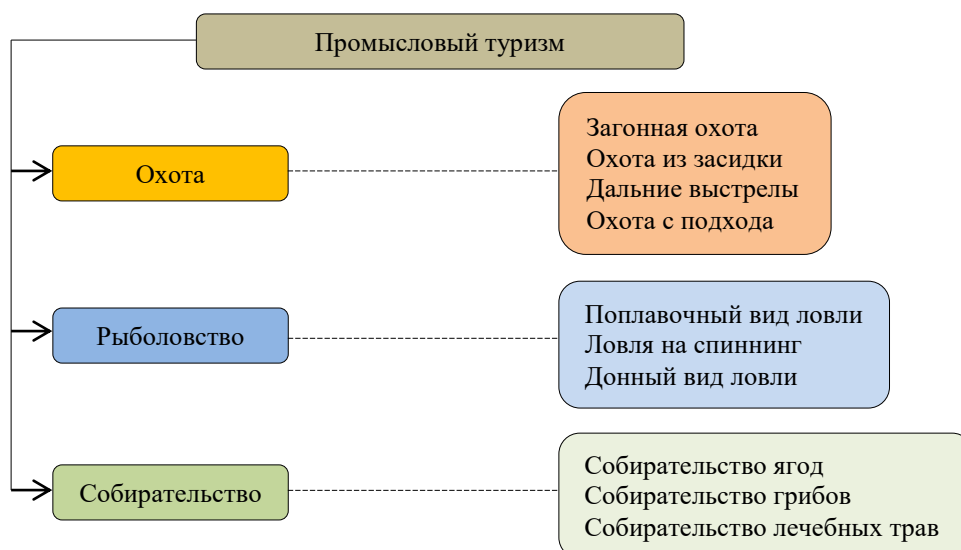 Промысловый туризм
Охота
Загонная охота
Охота из засидки
Дальние выстрелы
Охота с подхода
Рыболовство
Поплавочный вид ловли
Ловля на спиннинг
Донный вид ловли
Собирательство
Собирательство ягод
Собирательство грибов
Собирательство лечебных трав